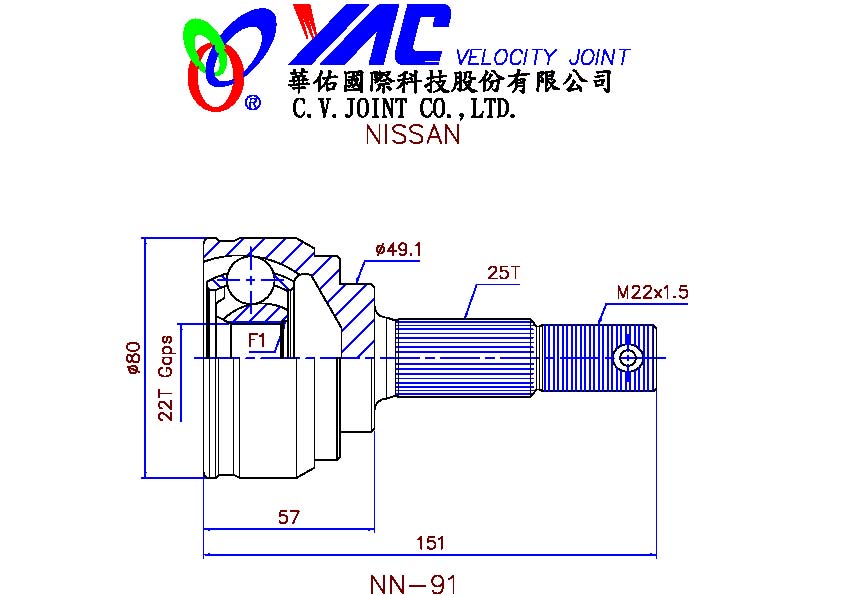 YAC VELOCITY JOINT
華佑國際科技股份有限公司
®
C.V.JOINT CO.,LTD.
NISSAN
ø49.1
25T
M22x1.5
F1
ø80
22T Gaps
57
151
NN-91